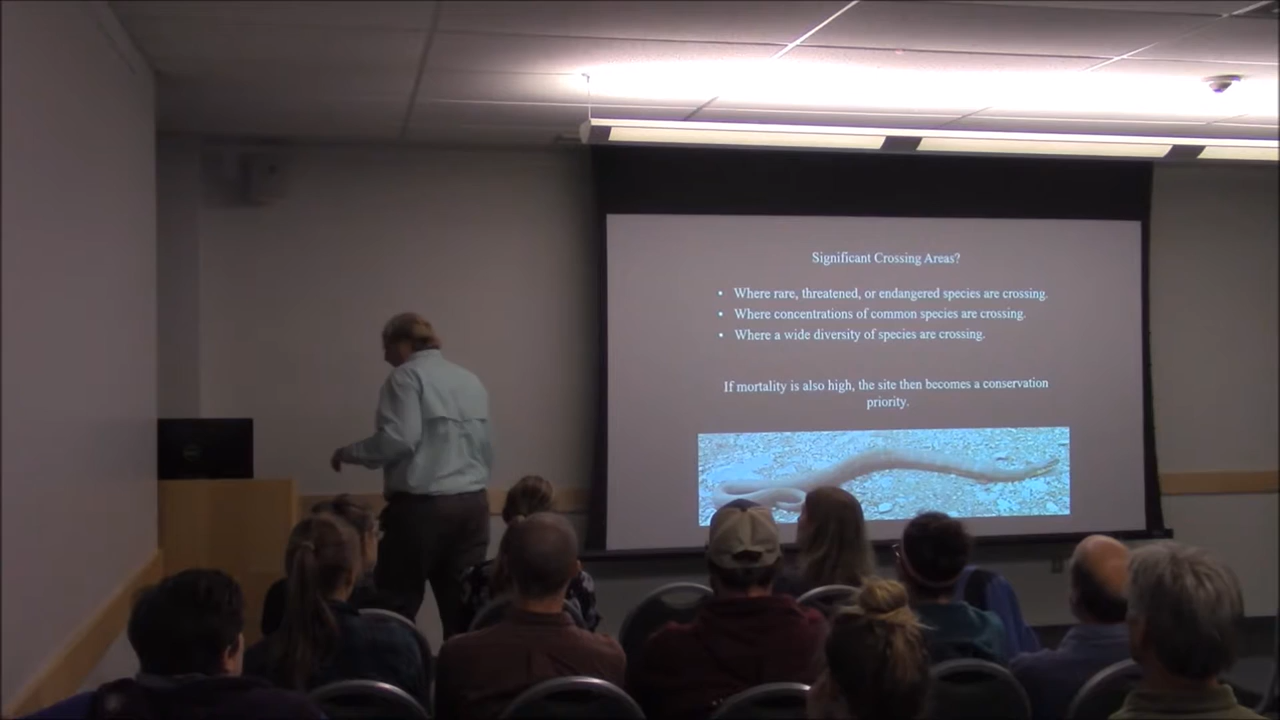 Significant Crossing Areas?
• Where rare, threatened, or endangered species are crossing.
• Where concentrations of common species are crossing.
• Where a wide diversity of species are crossing.
If mortality is also high, the site then becomes a conservation
priority.